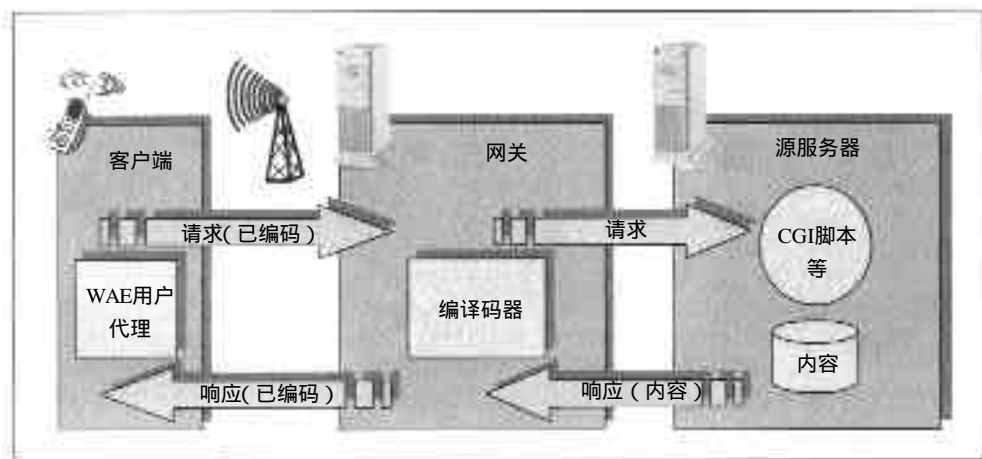 客户端
网关
源服务器
请求(已编码)
请求
CGI脚本
等
WAE用户
代理
编译码器
内容
响应(已编码)
响应(内容)